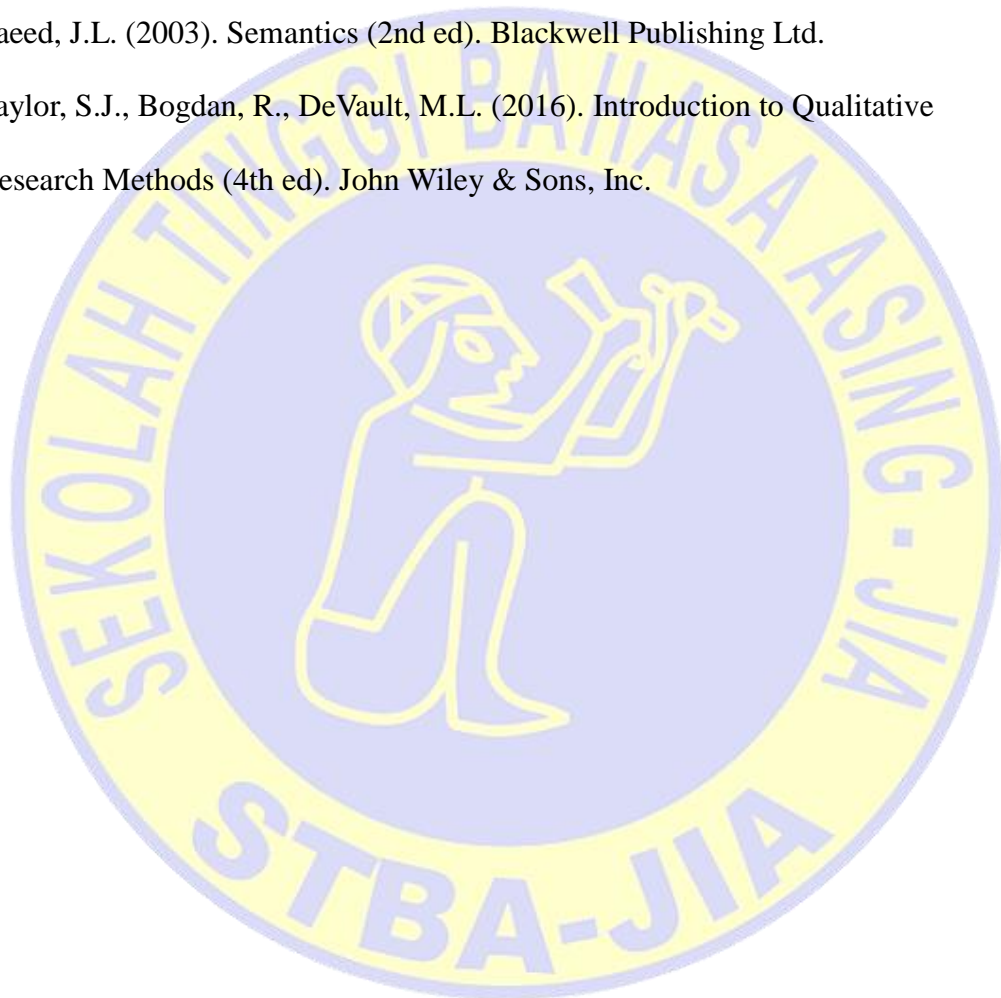 aeed, J.L. (2003). Semantics (2nd ed). Blackwell Publishing Ltd.
aylor, S.J., Bogdan, R., DeVault, M.L. (2016). Introduction to Qualitative
esearch Methods (4th ed). John Wiley & Sons, Inc.
SEKOLAH TINGGI BAHASA ASING - JIA
STBA-JIA